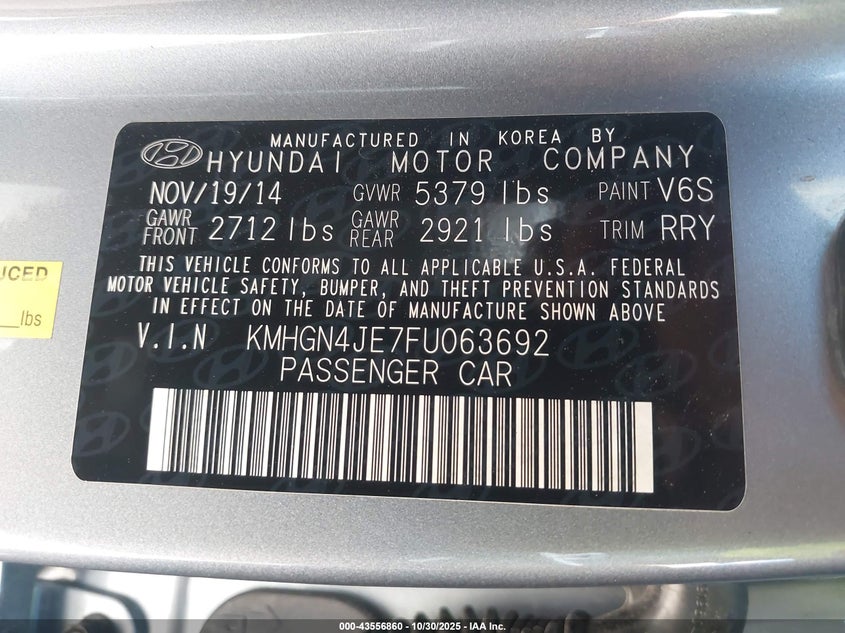 MANUFACTURED IN KOREA BY
HYUNDAI MOTOR COMPANY
NOV/19/14 GVWR 5379 lbs PAINT V6S
GAWR FRONT 2712 lbs GAWR REAR 2921 lbs TRIM RRY
THIS VEHICLE CONFORMS TO ALL APPLICABLE U.S.A. FEDERAL
MOTOR VEHICLE SAFETY, BUMPER, AND THEFT PREVENTION STANDARDS
IN EFFECT ON THE DATE OF MANUFACTURE SHOWN ABOVE
V.I.N KMHGN4JE7FU063692
PASSENGER CAR
lbs
000-43556860 - 10/30/2025 - IAA Inc.